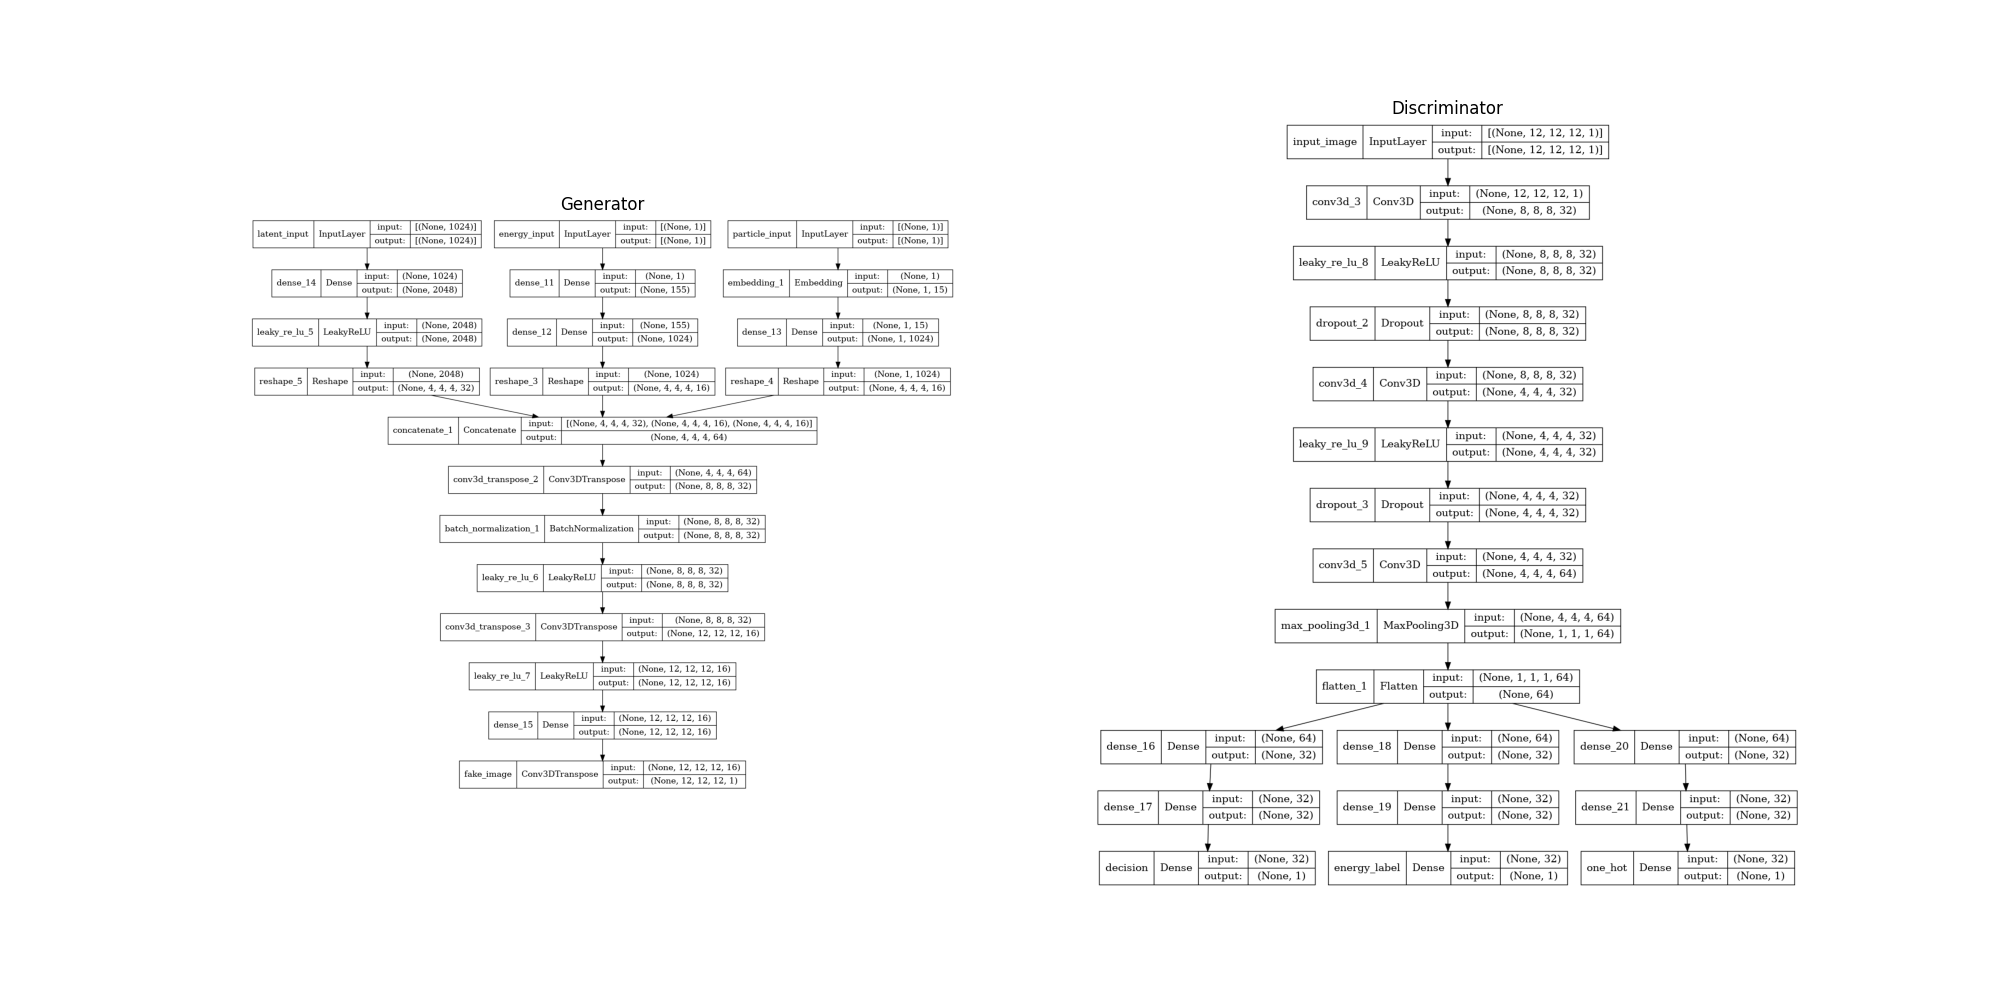 Generator
latent_input InputLayer input: [(None, 1024)]
output: [(None, 1024)]
energy_input InputLayer input: [(None, 1)]
output: [(None, 1)]
particle_input InputLayer input: [(None, 1)]
output: [(None, 1)]
dense_14 Dense input: (None, 1024)
output: (None, 2048)
dense_11 Dense input: (None, 1)
output: (None, 155)
embedding_1 Embedding input: (None, 1)
output: (None, 1, 15)
leaky_re_lu_5 LeakyReLU input: (None, 2048)
output: (None, 2048)
dense_12 Dense input: (None, 155)
output: (None, 1024)
dense_13 Dense input: (None, 1, 15)
output: (None, 1, 1024)
reshape_5 Reshape input: (None, 2048)
output: (None, 4, 4, 4, 32)
reshape_3 Reshape input: (None, 1024)
output: (None, 4, 4, 4, 16)
reshape_4 Reshape input: (None, 1, 1024)
output: (None, 4, 4, 4, 16)
concatenate_1 Concatenate input: [(None, 4, 4, 4, 32), (None, 4, 4, 4, 16), (None, 4, 4, 4, 16)]
output: (None, 4, 4, 4, 64)
conv3d_transpose_2 Conv3DTranspose input: (None, 4, 4, 4, 64)
output: (None, 8, 8, 8, 32)
batch_normalization_1 BatchNormalization input: (None, 8, 8, 8, 32)
output: (None, 8, 8, 8, 32)
leaky_re_lu_6 LeakyReLU input: (None, 8, 8, 8, 32)
output: (None, 8, 8, 8, 32)
conv3d_transpose_3 Conv3DTranspose input: (None, 8, 8, 8, 32)
output: (None, 12, 12, 12, 16)
leaky_re_lu_7 LeakyReLU input: (None, 12, 12, 12, 16)
output: (None, 12, 12, 12, 16)
dense_15 Dense input: (None, 12, 12, 12, 16)
output: (None, 12, 12, 12, 16)
fake_image Conv3DTranspose input: (None, 12, 12, 12, 16)
output: (None, 12, 12, 12, 1)
Discriminator
input_image InputLayer input: [(None, 12, 12, 12, 1)]
output: [(None, 12, 12, 12, 1)]
conv3d_3 Conv3D input: (None, 12, 12, 12, 1)
output: (None, 8, 8, 8, 32)
leaky_re_lu_8 LeakyReLU input: (None, 8, 8, 8, 32)
output: (None, 8, 8, 8, 32)
dropout_2 Dropout input: (None, 8, 8, 8, 32)
output: (None, 8, 8, 8, 32)
conv3d_4 Conv3D input: (None, 8, 8, 8, 32)
output: (None, 4, 4, 4, 32)
leaky_re_lu_9 LeakyReLU input: (None, 4, 4, 4, 32)
output: (None, 4, 4, 4, 32)
dropout_3 Dropout input: (None, 4, 4, 4, 32)
output: (None, 4, 4, 4, 32)
conv3d_5 Conv3D input: (None, 4, 4, 4, 32)
output: (None, 4, 4, 4, 64)
max_pooling3d_1 MaxPooling3D input: (None, 4, 4, 4, 64)
output: (None, 1, 1, 1, 64)
flatten_1 Flatten input: (None, 1, 1, 1, 64)
output: (None, 64)
dense_16 Dense input: (None, 64)
output: (None, 32)
dense_18 Dense input: (None, 64)
output: (None, 32)
dense_20 Dense input: (None, 64)
output: (None, 32)
dense_17 Dense input: (None, 32)
output: (None, 32)
dense_19 Dense input: (None, 32)
output: (None, 32)
dense_21 Dense input: (None, 32)
output: (None, 32)
decision Dense input: (None, 32)
output: (None, 1)
energy_label Dense input: (None, 32)
output: (None, 1)
one_hot Dense input: (None, 32)
output: (None, 1)